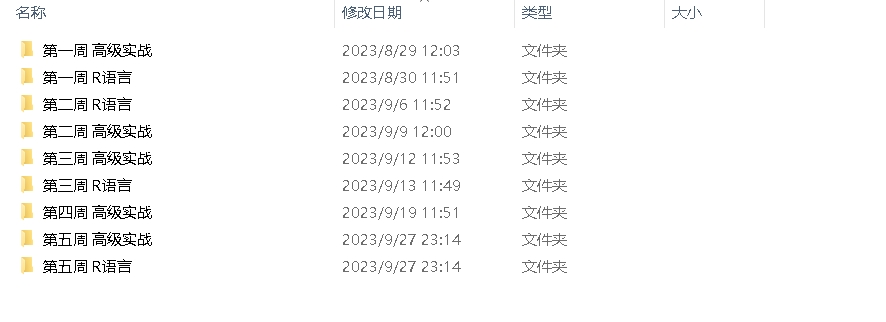 名称 修改日期 类型 大小
第一周 高级实战 2023/8/29 12:03 文件夹
第一周 R语言 2023/8/30 11:51 文件夹
第二周 R语言 2023/9/6 11:52 文件夹
第二周 高级实战 2023/9/9 12:00 文件夹
第三周 高级实战 2023/9/12 11:53 文件夹
第三周 R语言 2023/9/13 11:49 文件夹
第四周 高级实战 2023/9/19 11:51 文件夹
第五周 高级实战 2023/9/27 23:14 文件夹
第五周 R语言 2023/9/27 23:14 文件夹